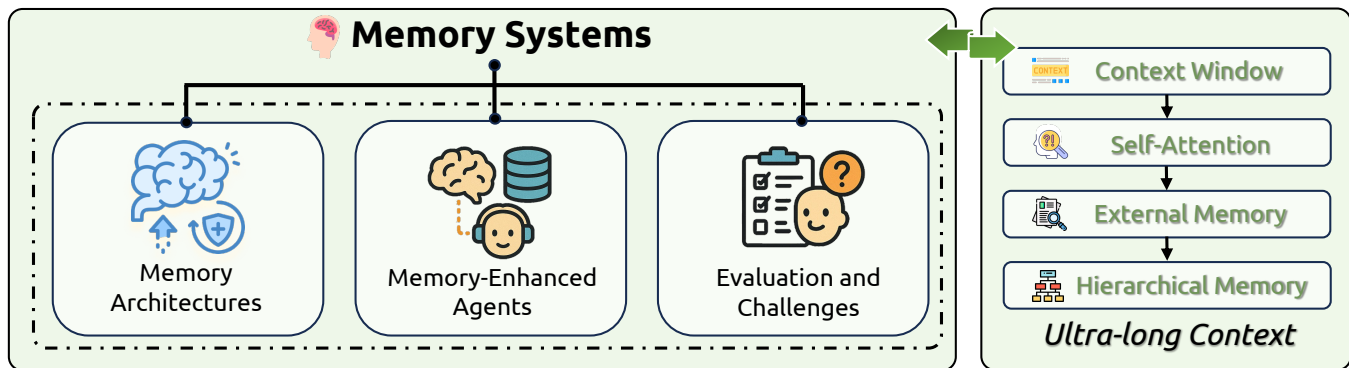 Memory Systems
Memory
Architectures
Memory-Enhanced
Agents
?
Evaluation and
Challenges
CONTEXT
Context Window
?!
Self-Attention
External Memory
Hierarchical Memory
Ultra-long Context